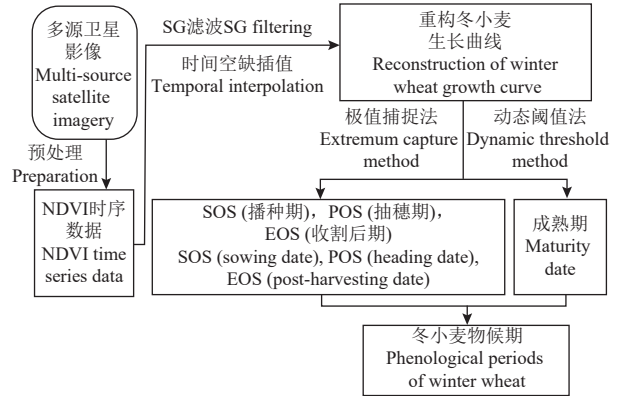 多源卫星
影像
Multi-source
satellite
imagery
SG滤波SG filtering
时间空缺插值
Temporal interpolation
重构冬小麦
生长曲线
Reconstruction of winter
wheat growth curve
预处理
Preparation
极值捕捉法
Extremum capture
method
动态阈值法
Dynamic threshold
method
NDVI时序
数据
NDVI time
series data
SOS (播种期)，POS (抽穗期)，
EOS (收割后期)
SOS (sowing date), POS (heading date),
EOS (post-harvesting date)
成熟期
Maturity
date
冬小麦物候期
Phenological periods
of winter wheat